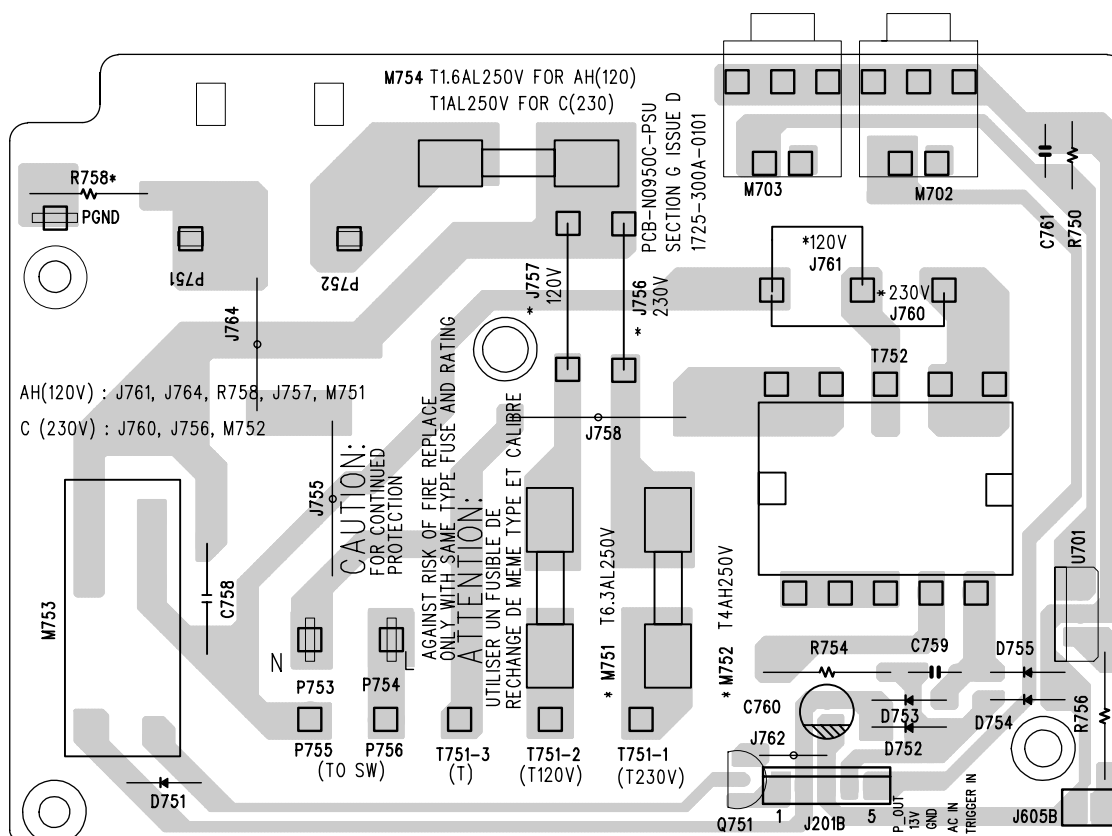 M754 T1.6AL250V FOR AH(120)
T1AL250V FOR C(230)
PCB-N0950C-PSU
SECTION G ISSUE D
1725-300A-0101
M703
M702
C761
R750
R758*
PGND
P751
P752
J764
* J757
120V
* J756
230V
*120V
J761
*230V
J760
T752
AH(120V) : J761, J764, R758, J757, M751
C (230V) : J760, J756, M752
J758
J755
CAUTION:
FOR CONTINUED
PROTECTION
AGAINST RISK OF FIRE REPLACE
ONLY WITH SAME TYPE FUSE AND RATING
ATTENTION:
UTILISER UN FUSIBLE DE
RECHANGE DE MEME TYPE ET CALIBRE
* M751 T6.3AL250V
* M752 T4AH250V
U701
M753
C758
N
L
P753
P754
R754
C759
D755
C760
D753
D754
D752
R756
P755
P756
(TO SW)
T751-3
(T)
T751-2
(T120V)
T751-1
(T230V)
J762
D751
Q751
1
J201B
5
P_OUT
13V
GND
AC IN
TRIGGER IN
J605B